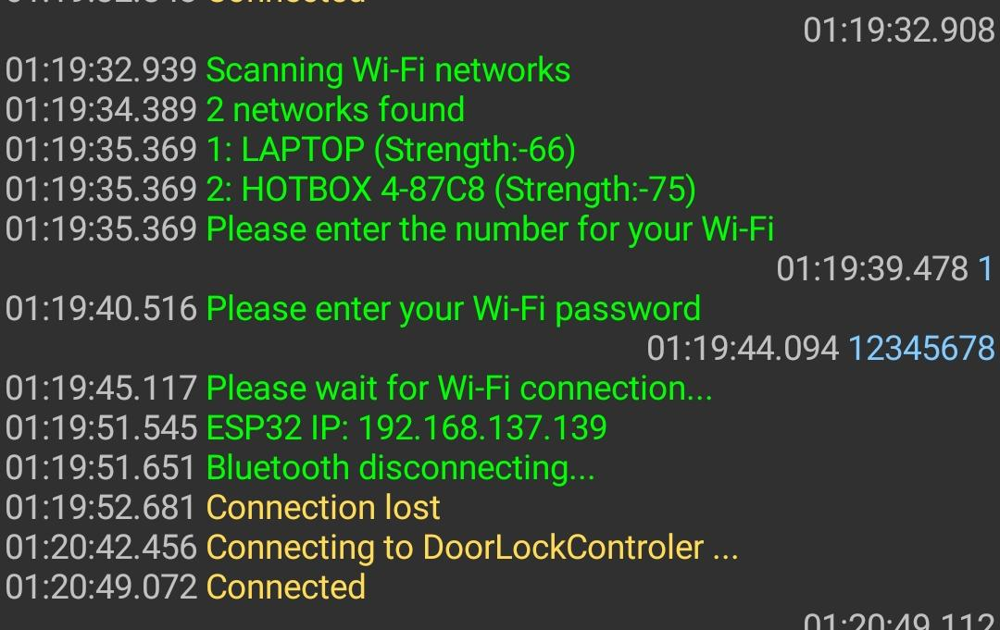 Connected
01:19:32.908
01:19:32.939 Scanning Wi-Fi networks
01:19:34.389 2 networks found
01:19:35.369 1: LAPTOP (Strength:-66)
01:19:35.369 2: HOTBOX 4-87C8 (Strength:-75)
01:19:35.369 Please enter the number for your Wi-Fi
01:19:39.478 1
01:19:40.516 Please enter your Wi-Fi password
01:19:44.094 12345678
01:19:45.117 Please wait for Wi-Fi connection...
01:19:51.545 ESP32 IP: 192.168.137.139
01:19:51.651 Bluetooth disconnecting...
01:19:52.681 Connection lost
01:20:42.456 Connecting to DoorLockControler ...
01:20:49.072 Connected
01:20:49.112